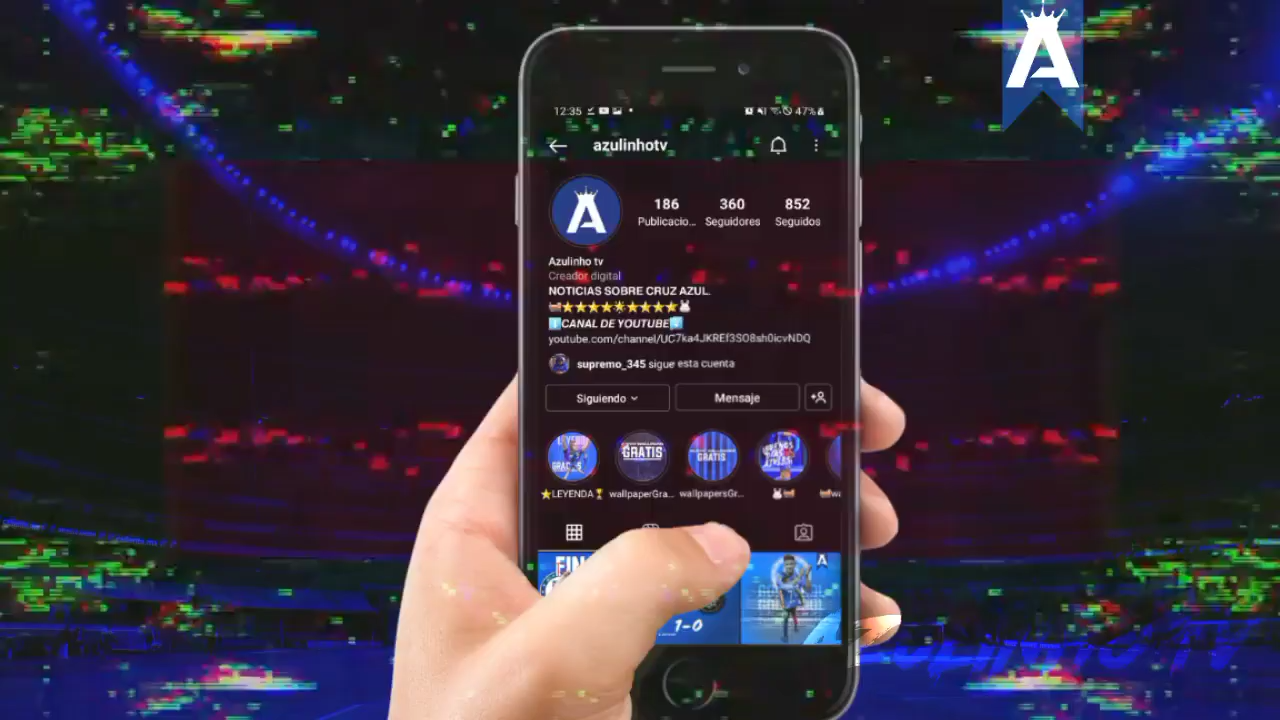 A
12:35
47%
azulinhotv
A
186
360
852
Publicacio...
Seguidores
Seguidos
Azulinho tv
Creador digital
NOTICIAS SOBRE CRUZ AZUL.
CANAL DE YOUTUBE
youtube.com/channel/UC7ka4JKREf3SO8sh0icvNDQ
supremo_345 sigue esta cuenta
Siguiendo
Mensaje
GRATIS
GRATIS
LEYENDA
wallpaperGra...
wallpapersGr...
A
1-0